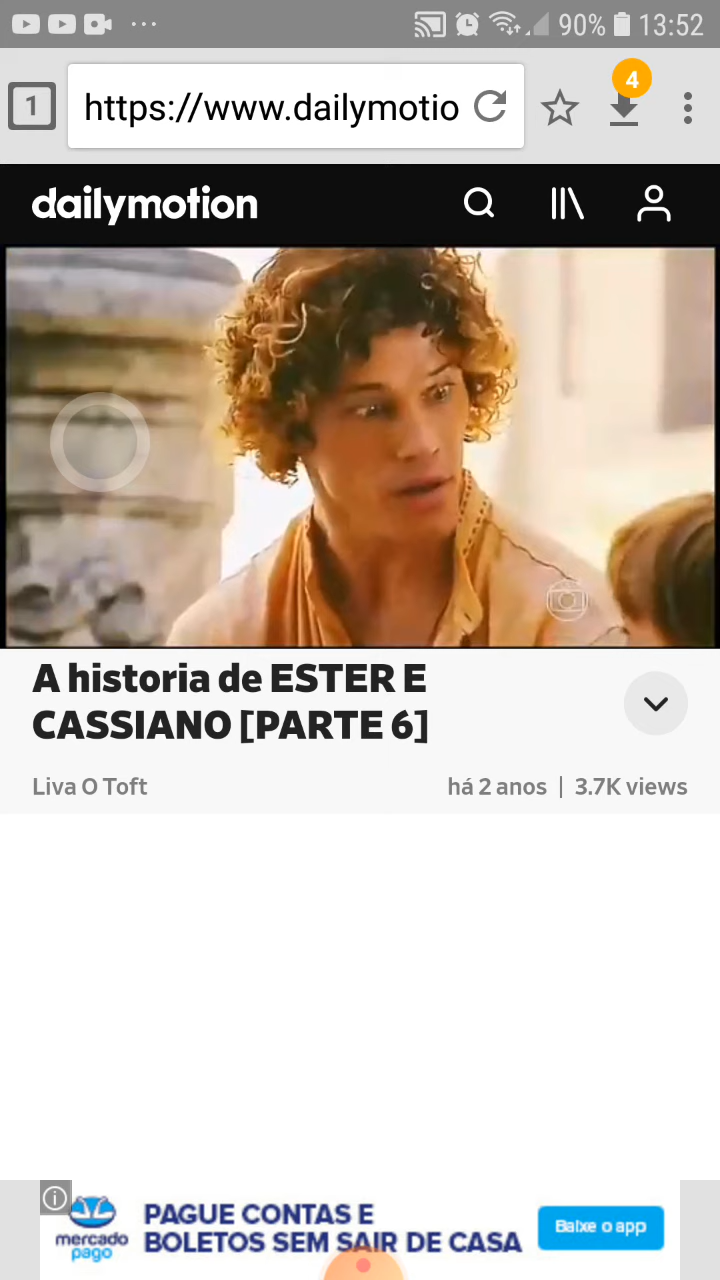 90% 13:52
1
https://www.dailymotio
4
dailymotion
A historia de ESTER E
CASSIANO [PARTE 6]
Liva O Toft
há 2 anos | 3.7K views
mercado
pago
PAGUE CONTAS E
BOLETOS SEM SAIR DE CASA
Baixe o app